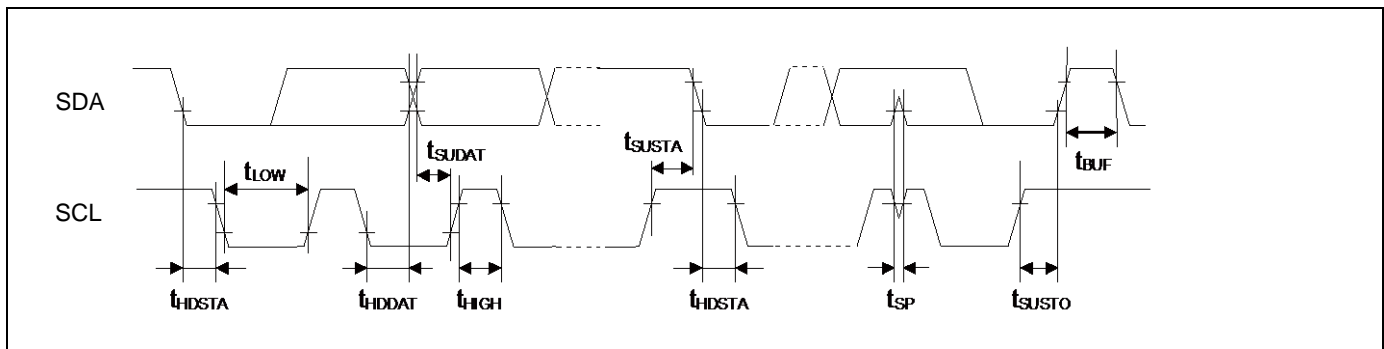 SDA
tSUDAT
tSUSTA
tBUF
tLOW
SCL
tHDSTA
tHDDAT
tHIGH
tHDSTA
tSP
tSUSTO